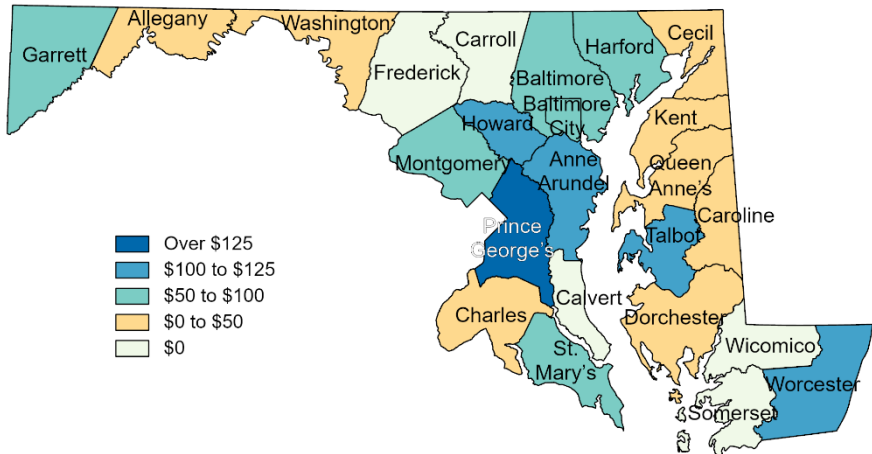 Allegany
Washington
Garrett
Frederick
Carroll
Harford
Cecil
Baltimore
Baltimore
City
Howard
Kent
Montgomery
Anne
Arundel
Queen
Anne's
Caroline
Talbot
Prince
George's
Over $125
$100 to $125
$50 to $100
$0 to $50
$0
Calvert
Charles
Dorchester
St.
Mary's
Wicomico
Worcester
Somerset